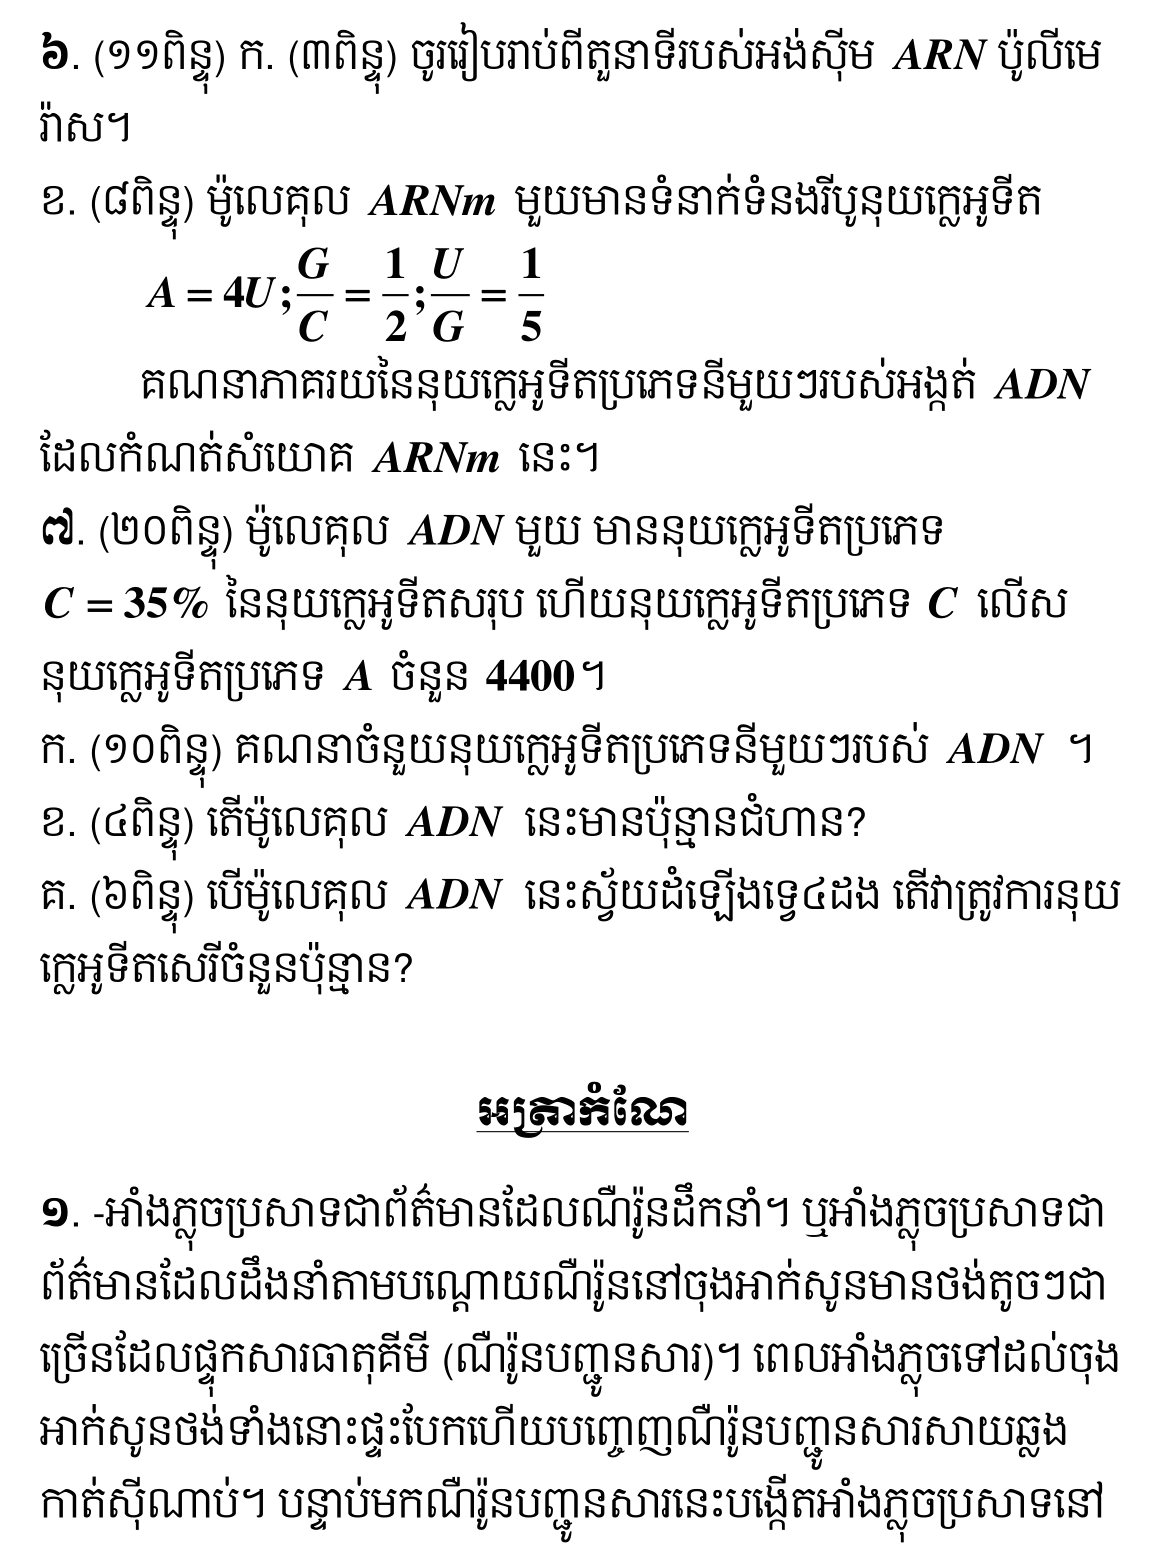 ៦. (១១ពិន្ទុ) ក. (៣ពិន្ទុ) ចូររៀបរាប់ពីតួនាទីរបស់អង់ស៊ីម ARN ប៉ូលីមេ
រ៉ាស។
ខ. (៨ពិន្ទុ) ម៉ូលេគុល ARNm មួយមានទំនាក់ទំនងរីបូនុយក្លេអូទីត
A = 4U; G/C = 1/2; U/G = 1/5
គណនាភាគរយនៃនុយក្លេអូទីតប្រភេទនីមួយៗរបស់អង្កត់ ADN
ដែលកំណត់សំយោគ ARNm នេះ។
៧. (២០ពិន្ទុ) ម៉ូលេគុល ADN មួយ មាននុយក្លេអូទីតប្រភេទ
C = 35% នៃនុយក្លេអូទីតសរុប ហើយនុយក្លេអូទីតប្រភេទ C លើស
នុយក្លេអូទីតប្រភេទ A ចំនួន 4400។
ក. (១០ពិន្ទុ) គណនាចំនួយនុយក្លេអូទីតប្រភេទនីមួយៗរបស់ ADN ។
ខ. (៤ពិន្ទុ) តើម៉ូលេគុល ADN នេះមានប៉ុន្មានជំហាន?
គ. (៦ពិន្ទុ) បើម៉ូលេគុល ADN នេះស្វ័យដំឡើងទ្វេ៤ដង តើវាត្រូវការនុយ
ក្លេអូទីតសេរីចំនួនប៉ុន្មាន?
អត្រាកំណែ
១. -អាំងភ្លុចប្រសាទជាព័ត៌មានដែលណឺរ៉ូនដឹកនាំ។ ឬអាំងភ្លុចប្រសាទជា
ព័ត៌មានដែលដឹងនាំតាមបណ្តោយណឺរ៉ូននៅចុងអាក់សូនមានថង់តូចៗជា
ច្រើនដែលផ្ទុកសារធាតុគីមី (ណឺរ៉ូនបញ្ជូនសារ)។ ពេលអាំងភ្លុចទៅដល់ចុង
អាក់សូនថង់ទាំងនោះផ្ទុះបែកហើយបញ្ចេញណឺរ៉ូនបញ្ជូនសារសាយឆ្លង
កាត់ស៊ីណាប់។ បន្ទាប់មកណឺរ៉ូនបញ្ជូនសារនេះបង្កើតអាំងភ្លុចប្រសាទនៅ